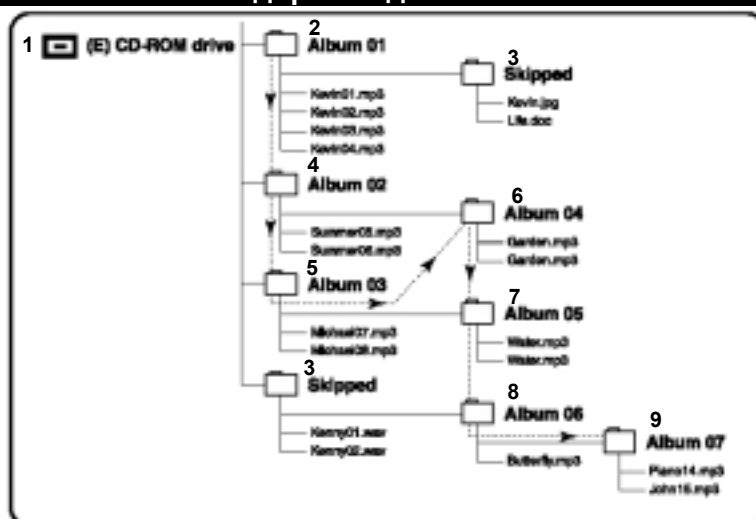 1 (E) CD-ROM drive
2
Album 01
3
Skipped
Kevin01.mp3
Kevin02.mp3
Kevin03.mp3
Kevin04.mp3
Kevin.jpg
Life.doc
4
Album 02
Summer05.mp3
Summer06.mp3
6
Album 04
Garden.mp3
Garden.mp3
5
Album 03
Michael07.mp3
Michael08.mp3
7
Album 05
Water.mp3
Water.mp3
3
Skipped
Kenny01.wav
Kenny02.wav
8
Album 06
Butterfly.mp3
9
Album 07
Piano14.mp3
John15.mp3